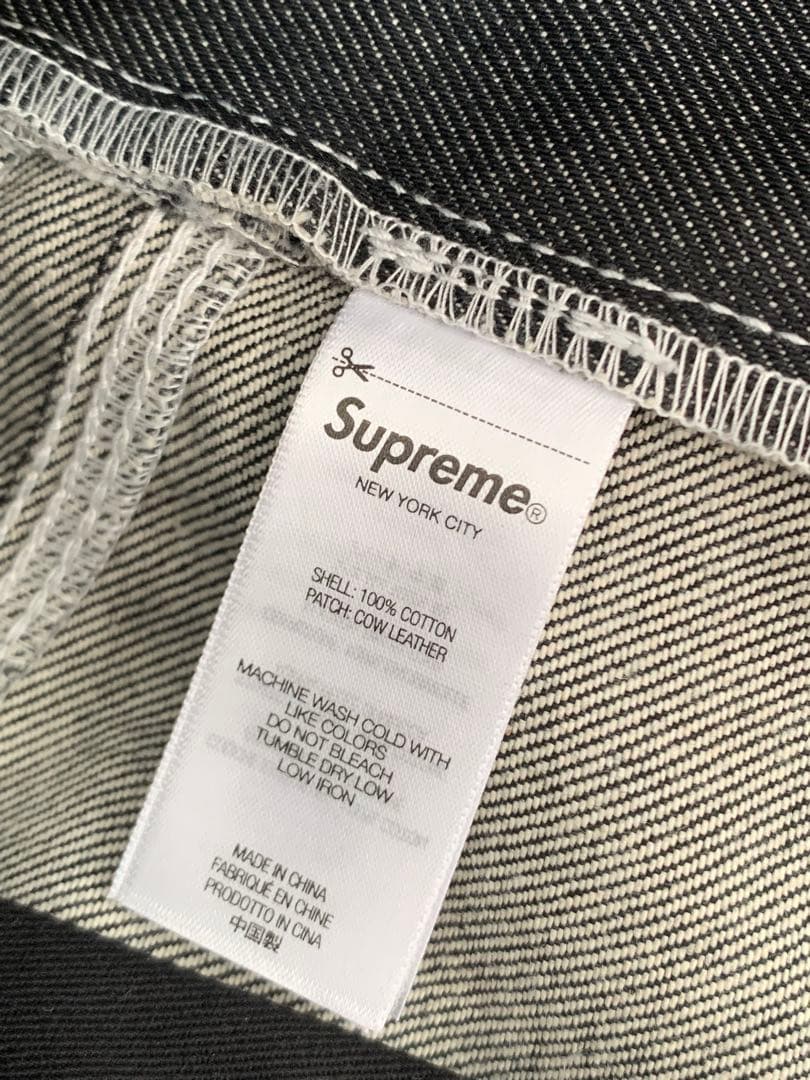 Supreme®
NEW YORK CITY
SHELL: 100% COTTON
PATCH: COW LEATHER
MACHINE WASH COLD WITH
LIKE COLORS
DO NOT BLEACH
TUMBLE DRY LOW
LOW IRON
MADE IN CHINA
FABRIQUÉ EN CHINE
PRODOTTO IN CINA
中国製